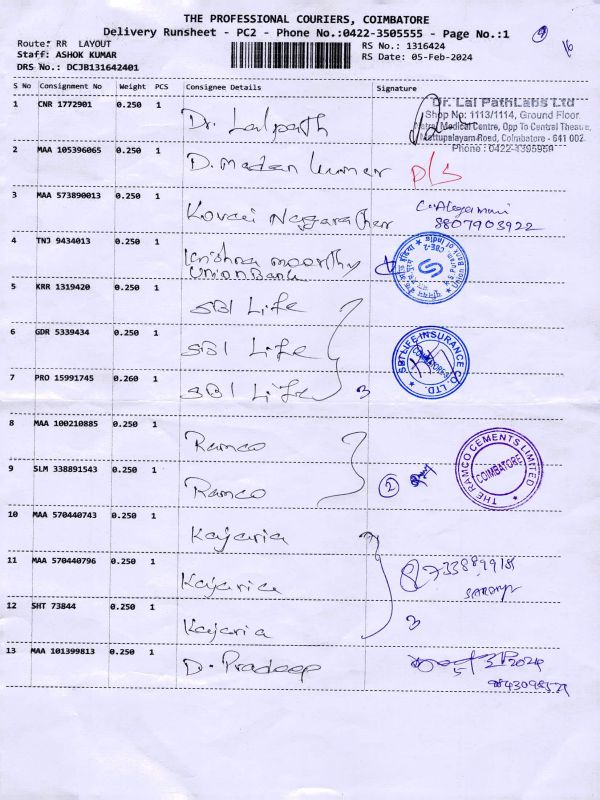 THE PROFESSIONAL COURIERS, COIMBATORE
Delivery Runsheet - PC2 - Phone No.:0422-3505555 - Page No.:1
Route: RR LAYOUT
Staff: ASHOK KUMAR
DRS No.: DCJB131642401
RS No.: 1316424
RS Date: 05-Feb-2024
S No Consignment No Weight PCS Consignee Details Signature
1 CNR 1772901 0.250 1 Dr. Lalpath
Dr. Lal PathLabs Ltd
Shop No: 1113/1114, Ground Floor
Medical Centre, Opp To Central Theatre,
Mettupalayam Road, Coimbatore - 641 002.
Phone : 0422-4395959
2 MAA 105396065 0.250 1 D. Madan Kumar
3 MAA 573890013 0.250 1 Kovai Nagarathar
C. Alagammai
8807903922
4 TNJ 9434013 0.250 1 Krishna moorthy
Union Bank
5 KRR 1319420 0.250 1 SBI Life
6 GDR 5339434 0.250 1 SBI Life
SBI LIFE INSURANCE CO. LTD.
7 PRO 15991745 0.260 1 SBI Life 3
8 MAA 100210885 0.250 1 Ramco
THE RAMCO CEMENTS LIMITED
COIMBATORE
9 SLM 338891543 0.250 1 Ramco 2
10 MAA 570440743 0.250 1 Kajaria
11 MAA 570440796 0.250 1 Kajaria
12 SHT 73844 0.250 1 Kajaria 3
13 MAA 101399813 0.250 1 D. Pradeep